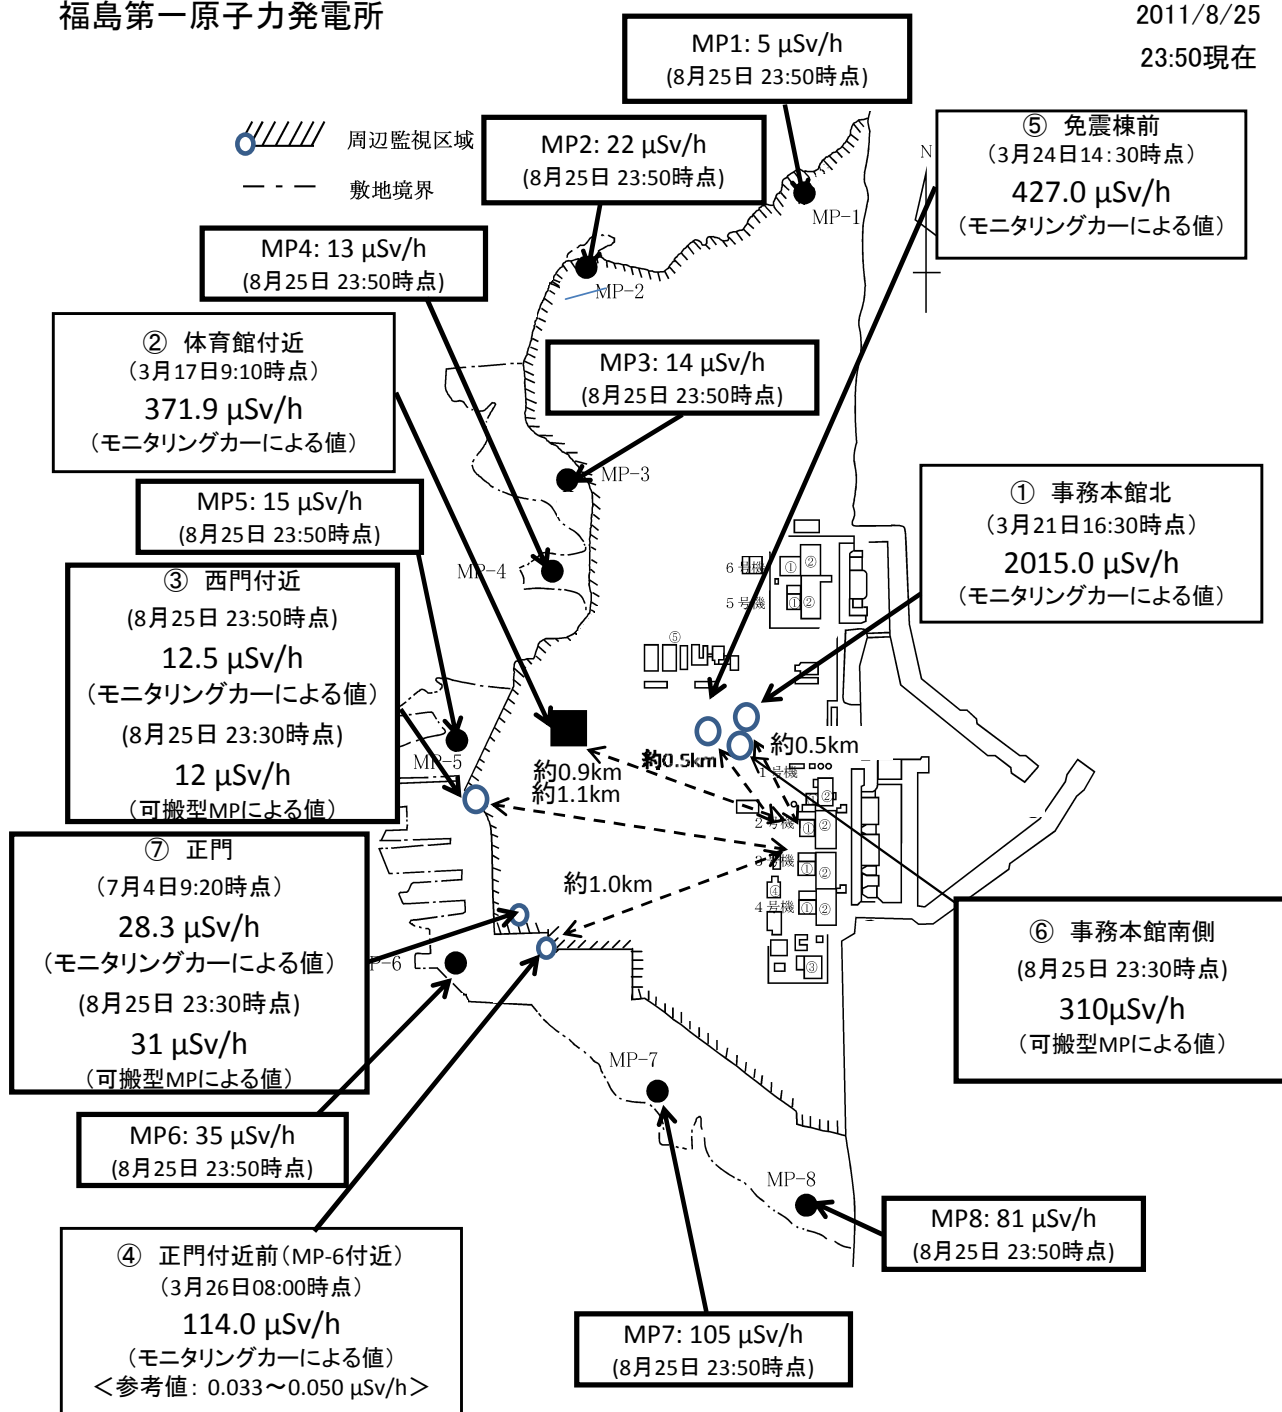 福島第一原子力発電所
2011/8/25
23:50現在
周辺監視区域
敷地境界
N
MP1: 5 μSv/h
(8月25日 23:50時点)
MP2: 22 μSv/h
(8月25日 23:50時点)
MP4: 13 μSv/h
(8月25日 23:50時点)
⑤ 免震棟前
(3月24日14:30時点)
427.0 μSv/h
(モニタリングカーによる値)
② 体育館付近
(3月17日9:10時点)
371.9 μSv/h
(モニタリングカーによる値)
MP3: 14 μSv/h
(8月25日 23:50時点)
MP5: 15 μSv/h
(8月25日 23:50時点)
① 事務本館北
(3月21日16:30時点)
2015.0 μSv/h
(モニタリングカーによる値)
③ 西門付近
(8月25日 23:50時点)
12.5 μSv/h
(モニタリングカーによる値)
(8月25日 23:30時点)
12 μSv/h
(可搬型MPによる値)
⑦ 正門
(7月4日9:20時点)
28.3 μSv/h
(モニタリングカーによる値)
(8月25日 23:30時点)
31 μSv/h
(可搬型MPによる値)
⑥ 事務本館南側
(8月25日 23:30時点)
310μSv/h
(可搬型MPによる値)
MP6: 35 μSv/h
(8月25日 23:50時点)
④ 正門付近前(MP-6付近)
(3月26日08:00時点)
114.0 μSv/h
(モニタリングカーによる値)
<参考値: 0.033~0.050 μSv/h>
MP7: 105 μSv/h
(8月25日 23:50時点)
MP8: 81 μSv/h
(8月25日 23:50時点)
MP-1
MP-2
MP-3
MP-4
MP-5
P-6
MP-7
MP-8
6号機
①
②
5号機
①
②
⑤
約0.5km
約0.5km
約0.9km
約1.1km
約1.0km
1号機
②
2号機
①
②
3号機
①
②
④
4号機
①
②
③